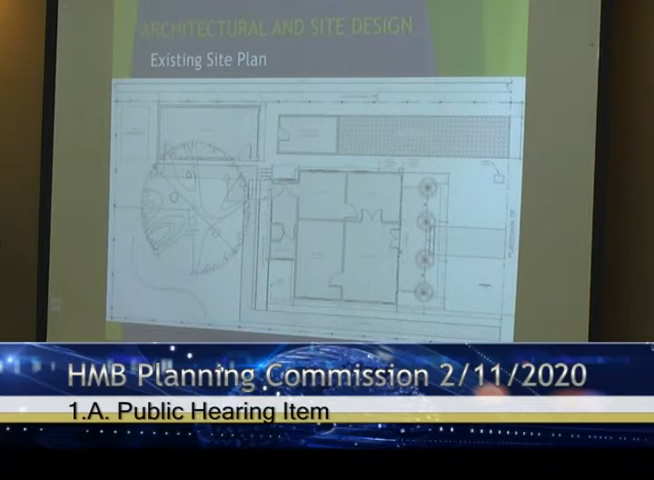 ARCHITECTURAL AND SITE DESIGN
Existing Site Plan
HMB Planning Commission 2/11/2020
1.A. Public Hearing Item